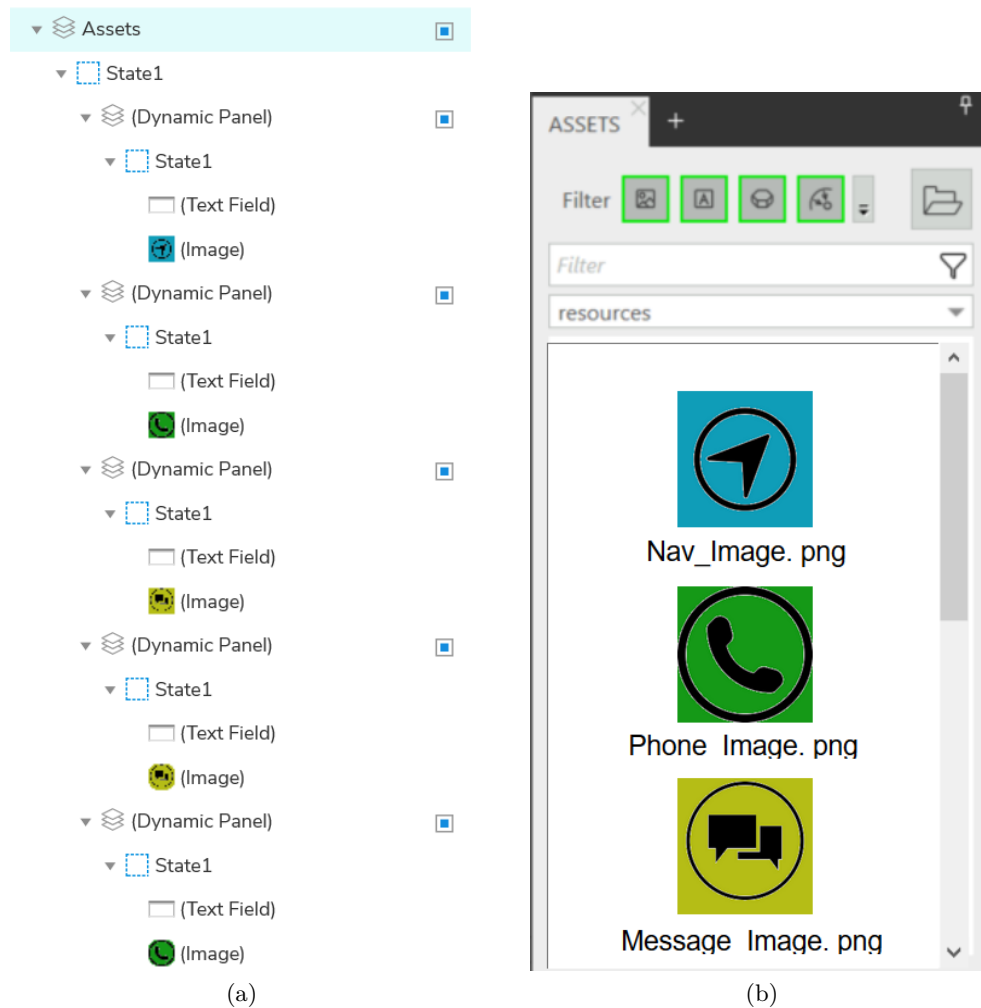 Assets
State1
(Dynamic Panel)
State1
(Text Field)
(Image)
(Dynamic Panel)
State1
(Text Field)
(Image)
(Dynamic Panel)
State1
(Text Field)
(Image)
(Dynamic Panel)
State1
(Text Field)
(Image)
(Dynamic Panel)
State1
(Text Field)
(Image)
(a)
ASSETS
Filter
A
Filter
resources
Nav_Image. png
Phone_Image. png
Message_Image. png
(b)